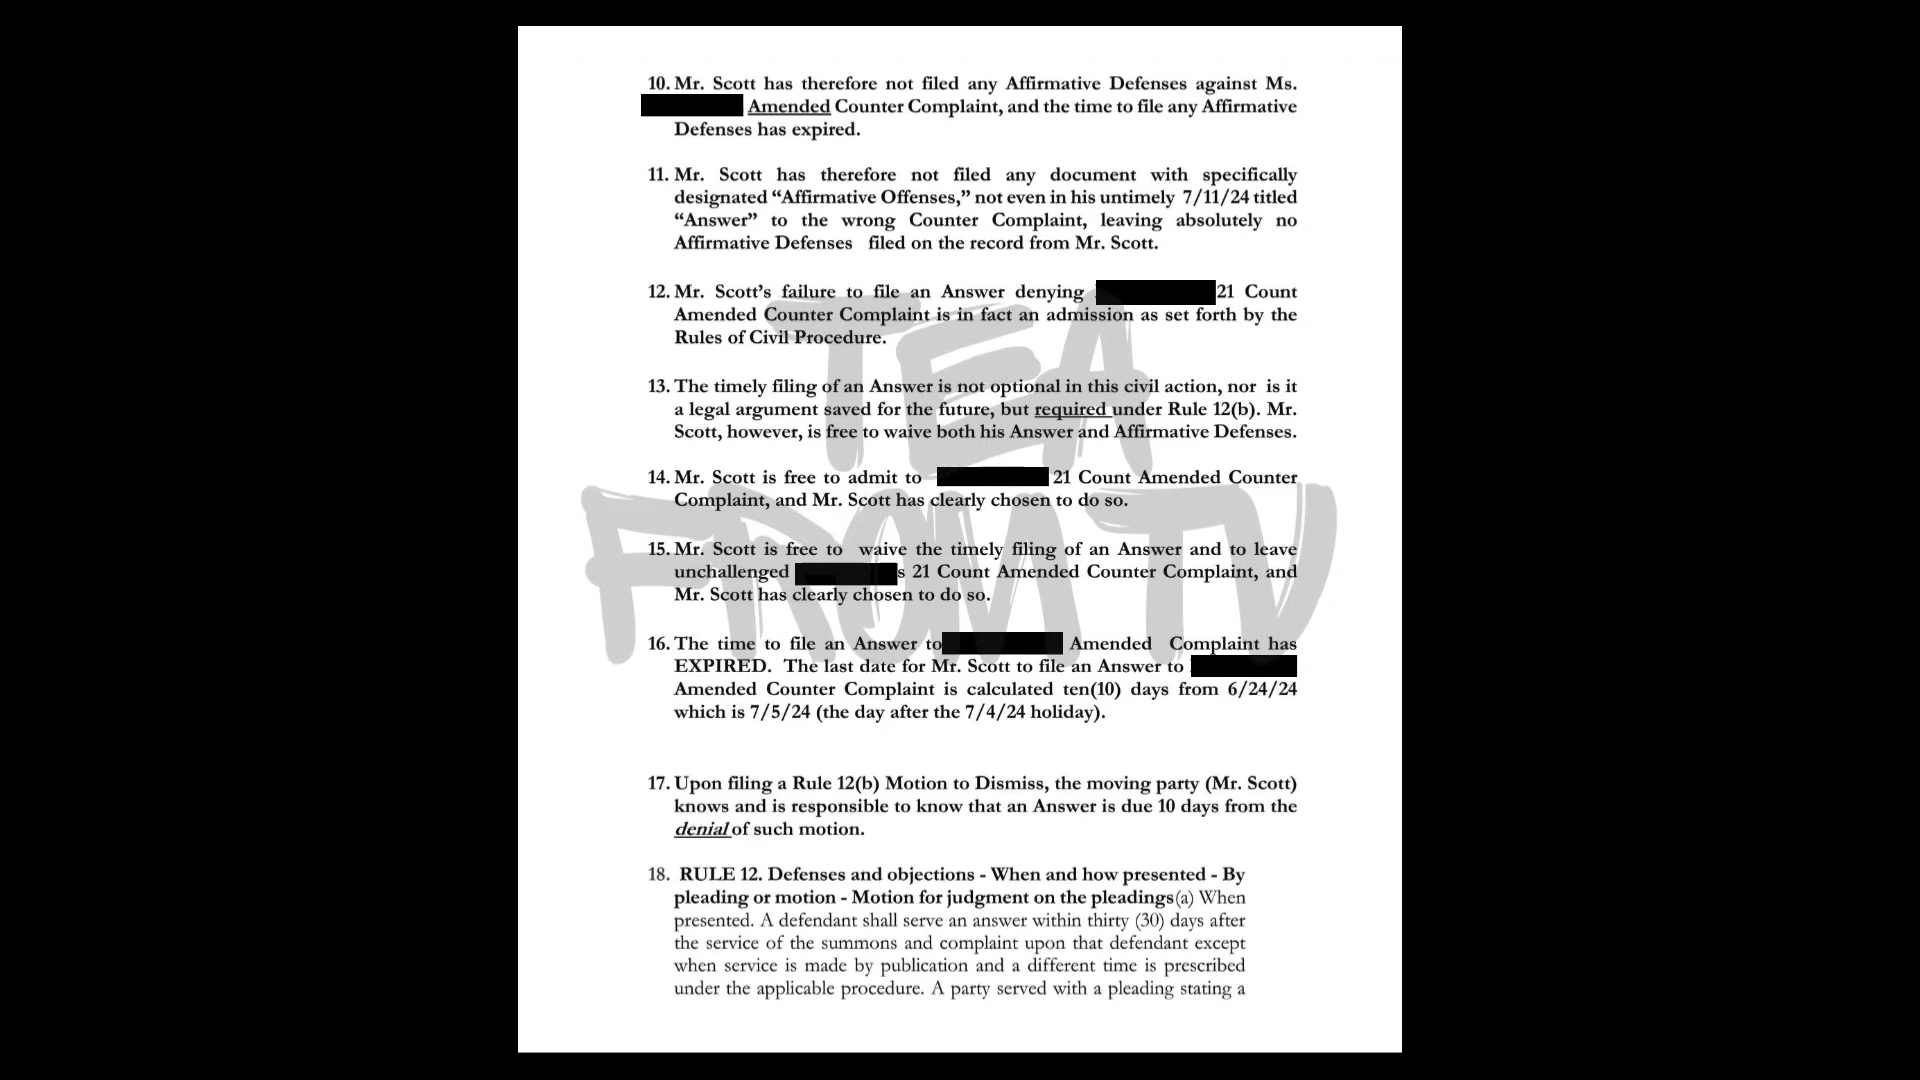 10. Mr. Scott has therefore not filed any Affirmative Defenses against Ms.
Amended Counter Complaint, and the time to file any Affirmative
Defenses has expired.
11. Mr. Scott has therefore not filed any document with specifically
designated “Affirmative Offenses,” not even in his untimely 7/11/24 titled
“Answer” to the wrong Counter Complaint, leaving absolutely no
Affirmative Defenses filed on the record from Mr. Scott.
12. Mr. Scott’s failure to file an Answer denying 21 Count
Amended Counter Complaint is in fact an admission as set forth by the
Rules of Civil Procedure.
13. The timely filing of an Answer is not optional in this civil action, nor is it
a legal argument saved for the future, but required under Rule 12(b). Mr.
Scott, however, is free to waive both his Answer and Affirmative Defenses.
14. Mr. Scott is free to admit to 21 Count Amended Counter
Complaint, and Mr. Scott has clearly chosen to do so.
15. Mr. Scott is free to waive the timely filing of an Answer and to leave
unchallenged s 21 Count Amended Counter Complaint, and
Mr. Scott has clearly chosen to do so.
16. The time to file an Answer to Amended Complaint has
EXPIRED. The last date for Mr. Scott to file an Answer to
Amended Counter Complaint is calculated ten(10) days from 6/24/24
which is 7/5/24 (the day after the 7/4/24 holiday).
17. Upon filing a Rule 12(b) Motion to Dismiss, the moving party (Mr. Scott)
knows and is responsible to know that an Answer is due 10 days from the
denial of such motion.
18. RULE 12. Defenses and objections - When and how presented - By
pleading or motion - Motion for judgment on the pleadings(a) When
presented. A defendant shall serve an answer within thirty (30) days after
the service of the summons and complaint upon that defendant except
when service is made by publication and a different time is prescribed
under the applicable procedure. A party served with a pleading stating a
TEA
FROM TV